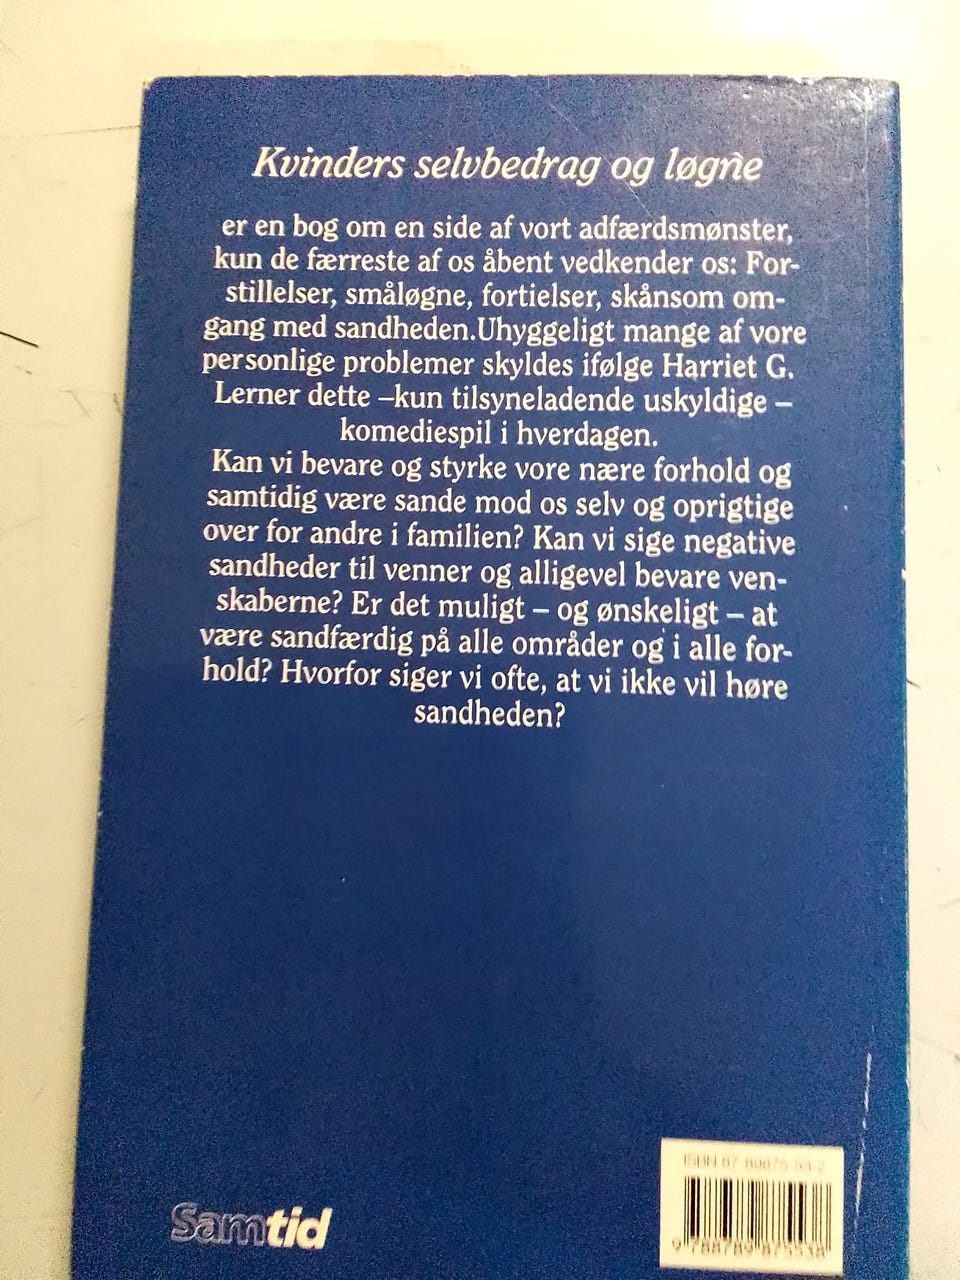 Kvinders selvbedrag og løgne
er en bog om en side af vort adfærdsmønster,
kun de færreste af os åbent vedkender os: For-
stillelser, småløgne, fortielser, skånsom om-
gang med sandheden.Uhyggeligt mange af vore
personlige problemer skyldes ifølge Harriet G.
Lerner dette –kun tilsyneladende uskyldige –
komediespil i hverdagen.
Kan vi bevare og styrke vore nære forhold og
samtidig være sande mod os selv og oprigtige
over for andre i familien? Kan vi sige negative
sandheder til venner og alligevel bevare ven-
skaberne? Er det muligt – og ønskeligt – at
være sandfærdig på alle områder og i alle for-
hold? Hvorfor siger vi ofte, at vi ikke vil høre
sandheden?
Samtid
ISBN